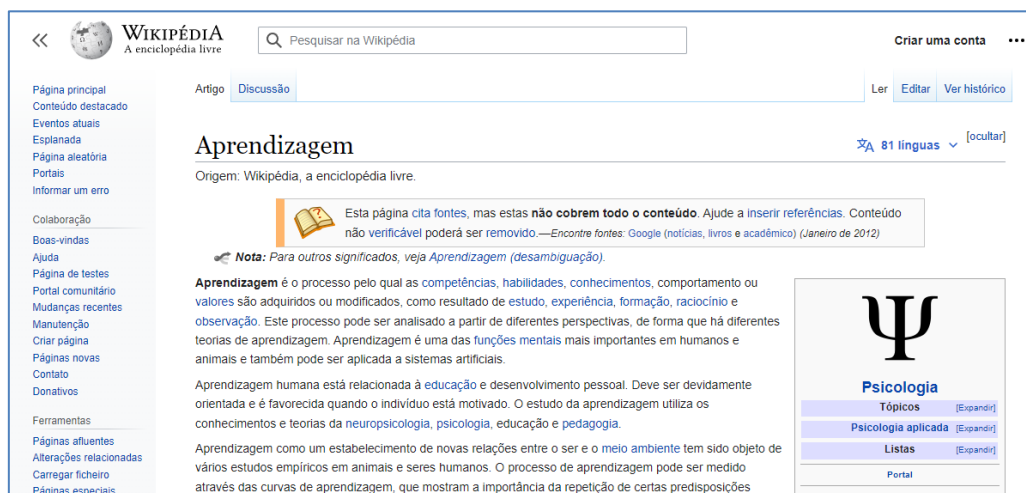 WIKIPÉDIA
A enciclopédia livre
Pesquisar na Wikipédia
Criar uma conta
Página principal
Conteúdo destacado
Eventos atuais
Esplanada
Página aleatória
Portais
Informar um erro
Colaboração
Boas-vindas
Ajuda
Página de testes
Portal comunitário
Mudanças recentes
Manutenção
Criar página
Páginas novas
Contato
Donativos
Ferramentas
Páginas afluentes
Alterações relacionadas
Carregar ficheiro
Páginas especiais
Artigo Discussão
Ler Editar Ver histórico
Aprendizagem
81 línguas
[ocultar]
Origem: Wikipédia, a enciclopédia livre.
Esta página cita fontes, mas estas não cobrem todo o conteúdo. Ajude a inserir referências. Conteúdo
não verificável poderá ser removido.—Encontre fontes: Google (notícias, livros e acadêmico) (Janeiro de 2012)
Nota: Para outros significados, veja Aprendizagem (desambiguação).
Aprendizagem é o processo pelo qual as competências, habilidades, conhecimentos, comportamento ou
valores são adquiridos ou modificados, como resultado de estudo, experiência, formação, raciocínio e
observação. Este processo pode ser analisado a partir de diferentes perspectivas, de forma que há diferentes
teorias de aprendizagem. Aprendizagem é uma das funções mentais mais importantes em humanos e
animais e também pode ser aplicada a sistemas artificiais.
Aprendizagem humana está relacionada à educação e desenvolvimento pessoal. Deve ser devidamente
orientada e é favorecida quando o indivíduo está motivado. O estudo da aprendizagem utiliza os
conhecimentos e teorias da neuropsicologia, psicologia, educação e pedagogia.
Aprendizagem como um estabelecimento de novas relações entre o ser e o meio ambiente tem sido objeto de
vários estudos empíricos em animais e seres humanos. O processo de aprendizagem pode ser medido
através das curvas de aprendizagem, que mostram a importância da repetição de certas predisposições
Ψ
Psicologia
Tópicos [Expandir]
Psicologia aplicada [Expandir]
Listas [Expandir]
Portal